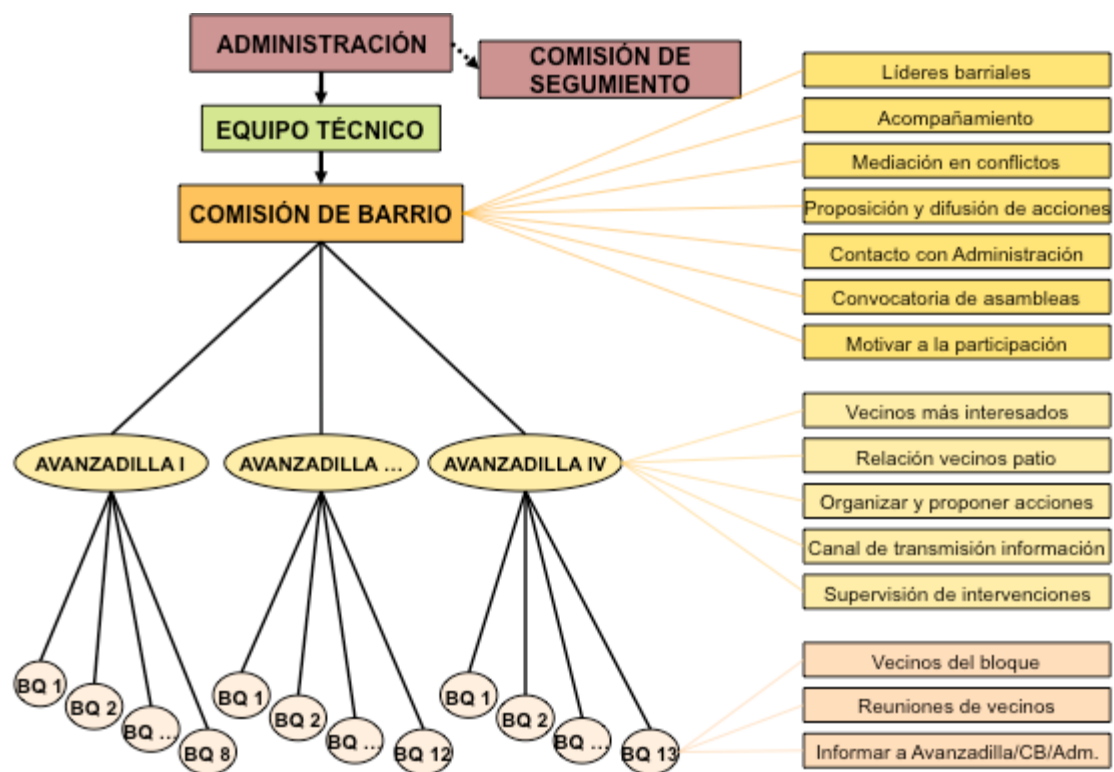 ADMINISTRACIÓN
COMISIÓN DE
SEGUMIENTO
EQUIPO TÉCNICO
COMISIÓN DE BARRIO
Líderes barriales
Acompañamiento
Mediación en conflictos
Proposición y difusión de acciones
Contacto con Administración
Convocatoria de asambleas
Motivar a la participación
AVANZADILLA I
AVANZADILLA ...
AVANZADILLA IV
Vecinos más interesados
Relación vecinos patio
Organizar y proponer acciones
Canal de transmisión información
Supervisión de intervenciones
BQ 1
BQ 2
BQ ...
BQ 8
BQ 1
BQ 2
BQ ...
BQ 12
BQ 1
BQ 2
BQ ...
BQ 13
Vecinos del bloque
Reuniones de vecinos
Informar a Avanzadilla/CB/Adm.